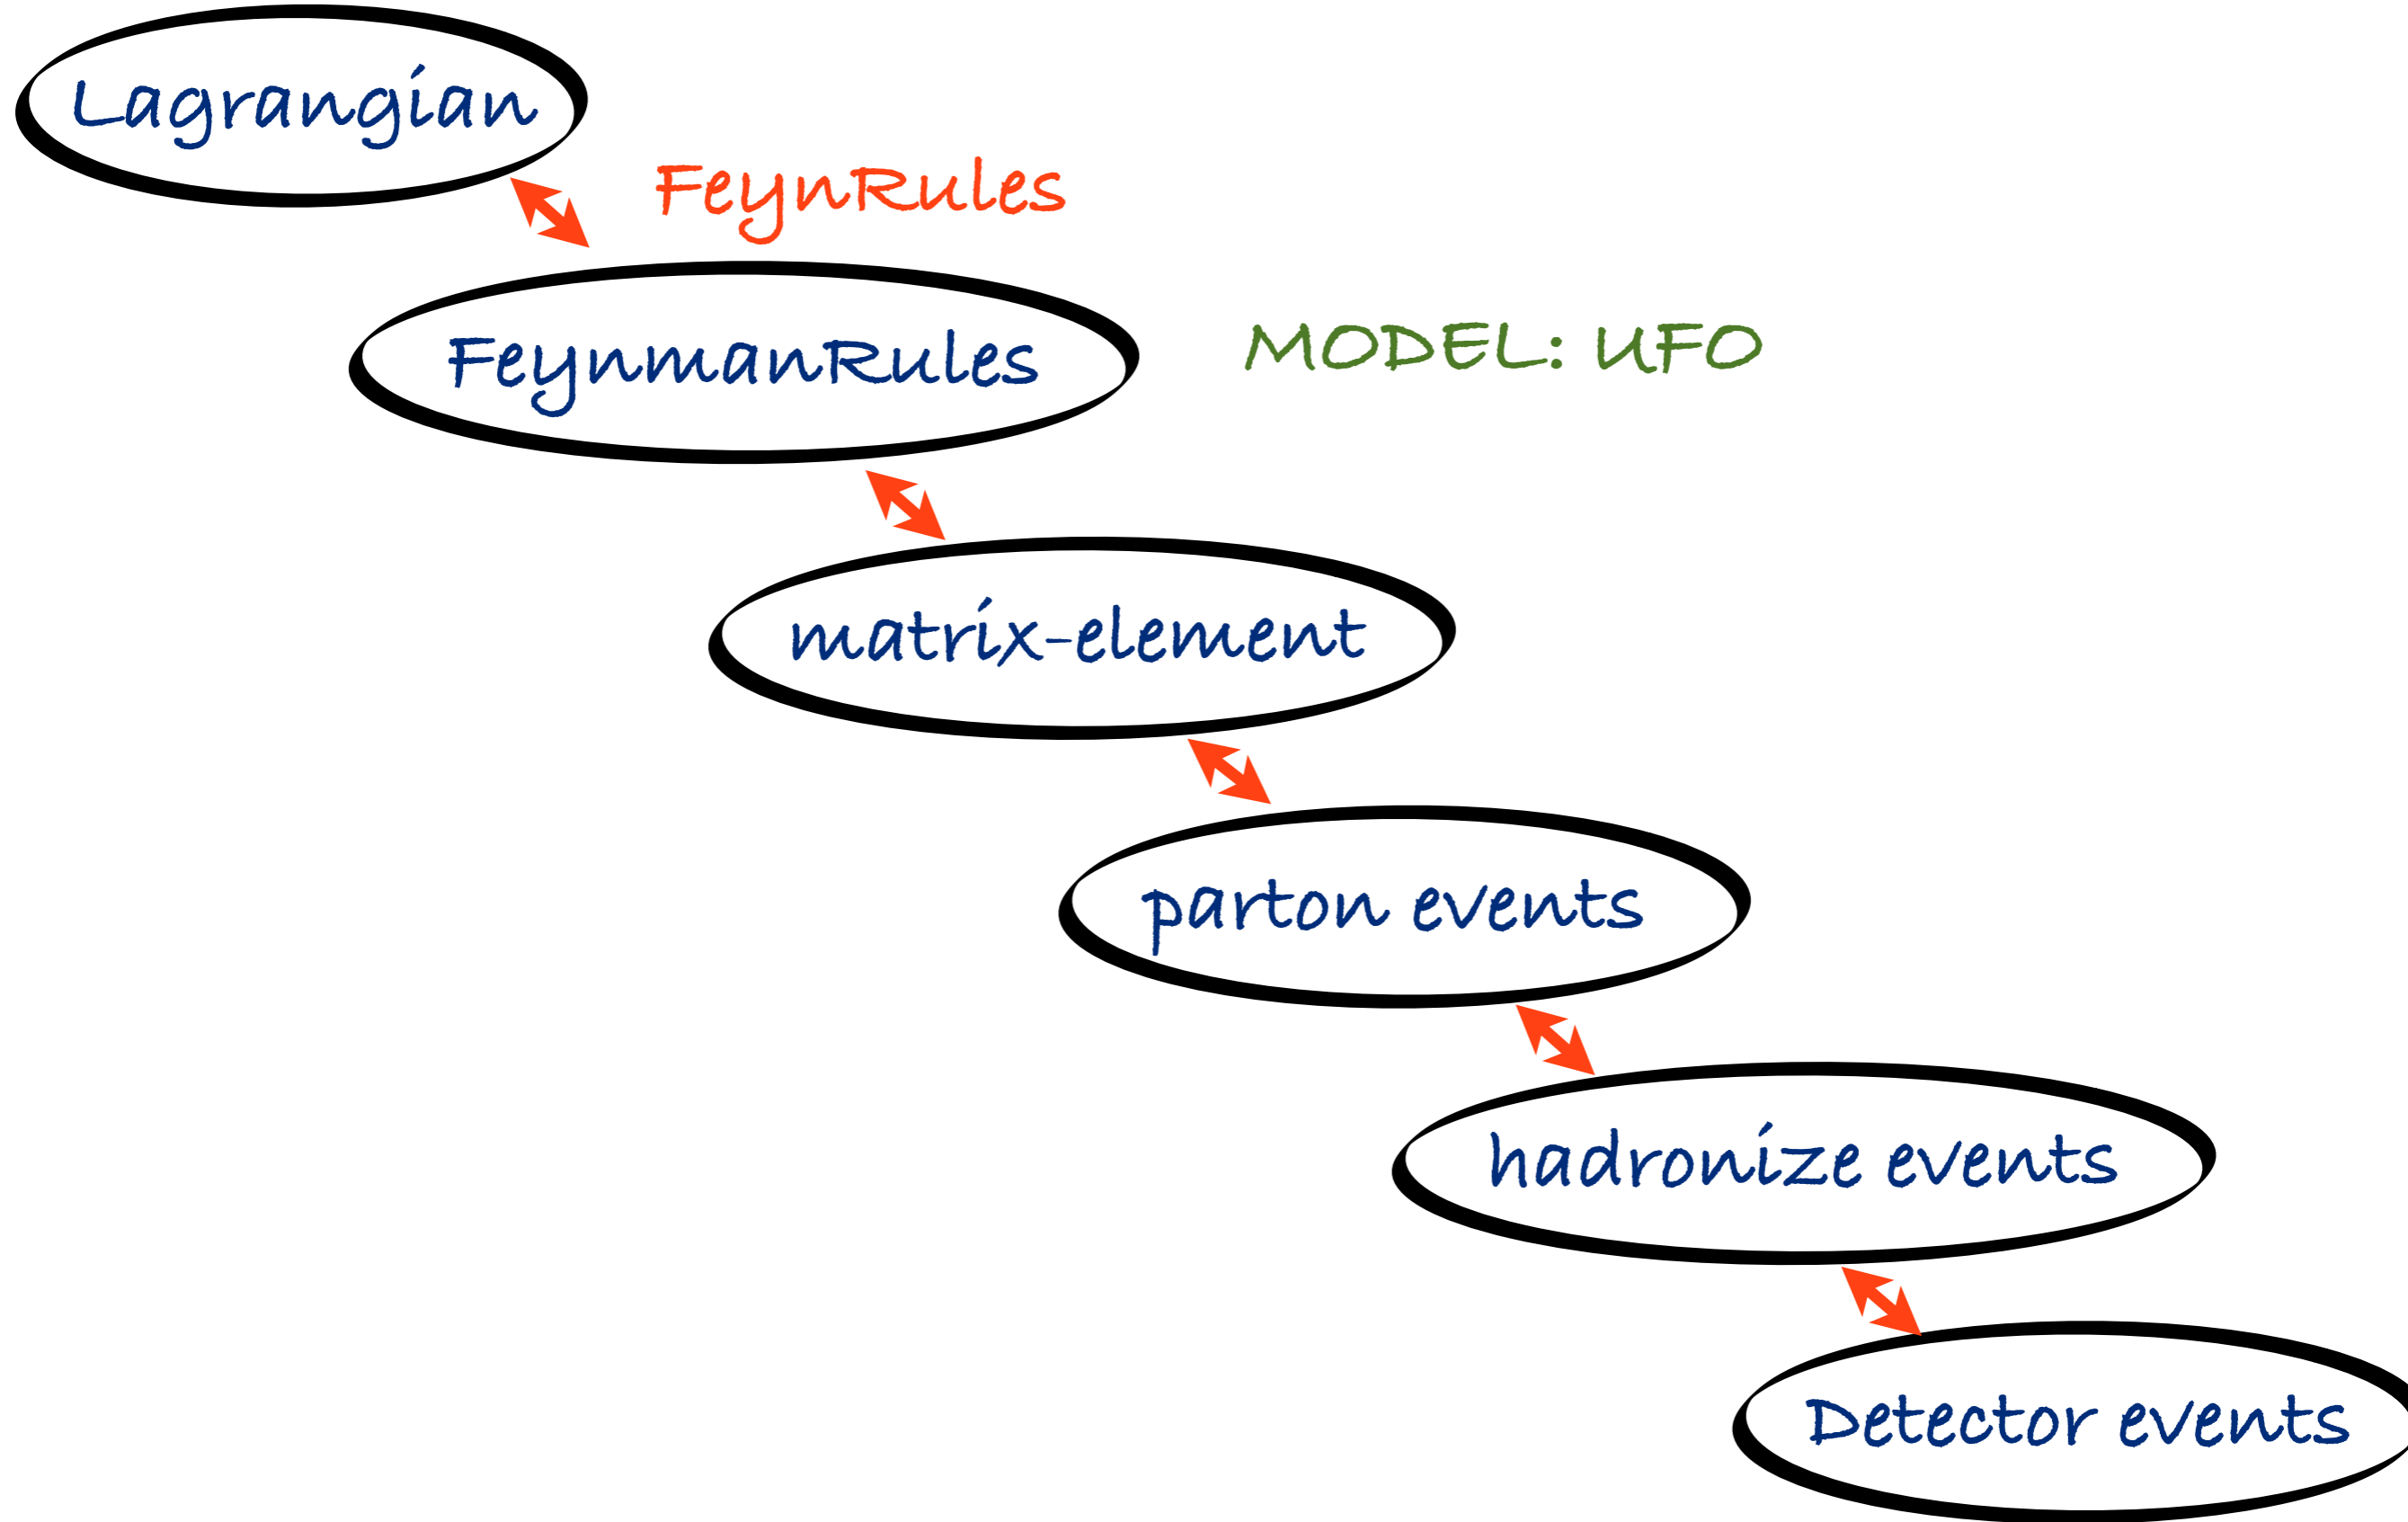 Lagrangian
FeynRules
FeynmanRules
MODEL: UFO
matrix-element
parton events
hadronize events
Detector events